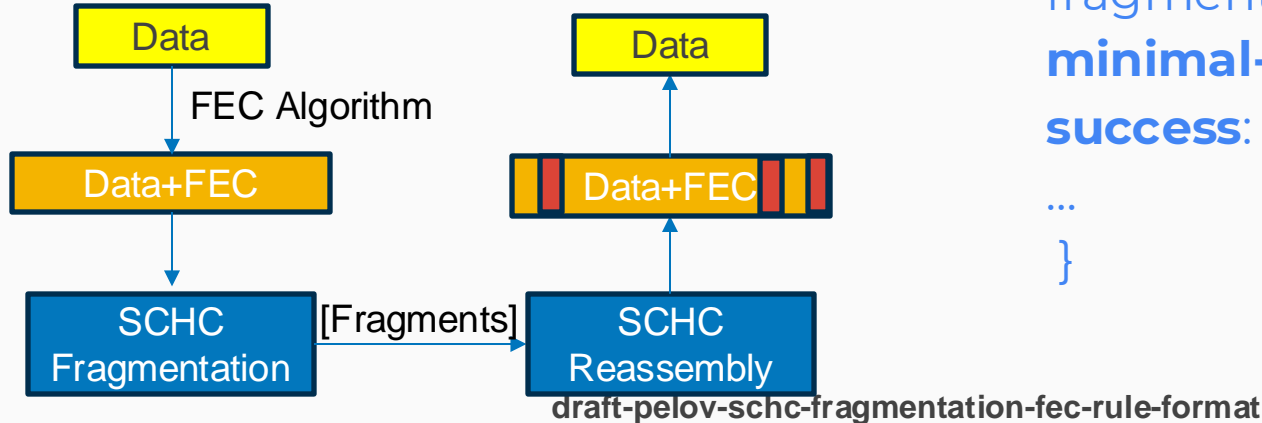 Data
FEC Algorithm
Data+FEC
SCHC
Fragmentation
[Fragments]
Data
Data+FEC
SCHC
Reassembly
minimal-
success:
...
}
draft-pelov-schc-fragmentation-fec-rule-format